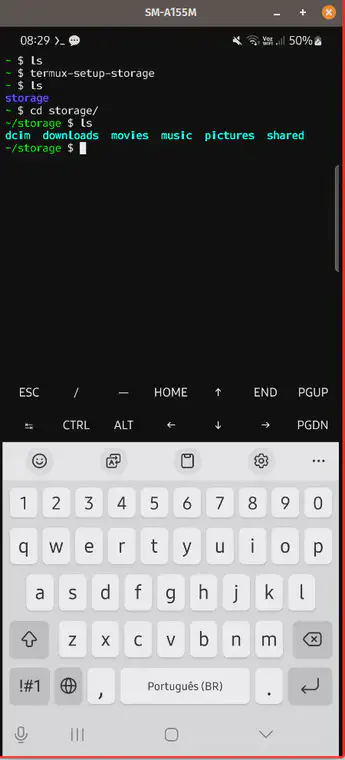 SM-A155M
08:29 >_ 50%
~ $ ls
~ $ termux-setup-storage
~ $ ls
storage
~ $ cd storage/
~/storage $ ls
dcim downloads movies music pictures shared
~/storage $
ESC / — HOME ↑ END PGUP
⇆ CTRL ALT ← ↓ → PGDN
1 2 3 4 5 6 7 8 9 0
q w e r t y u i o p
a s d f g h j k l
z x c v b n m
!#1 , Português (BR) .